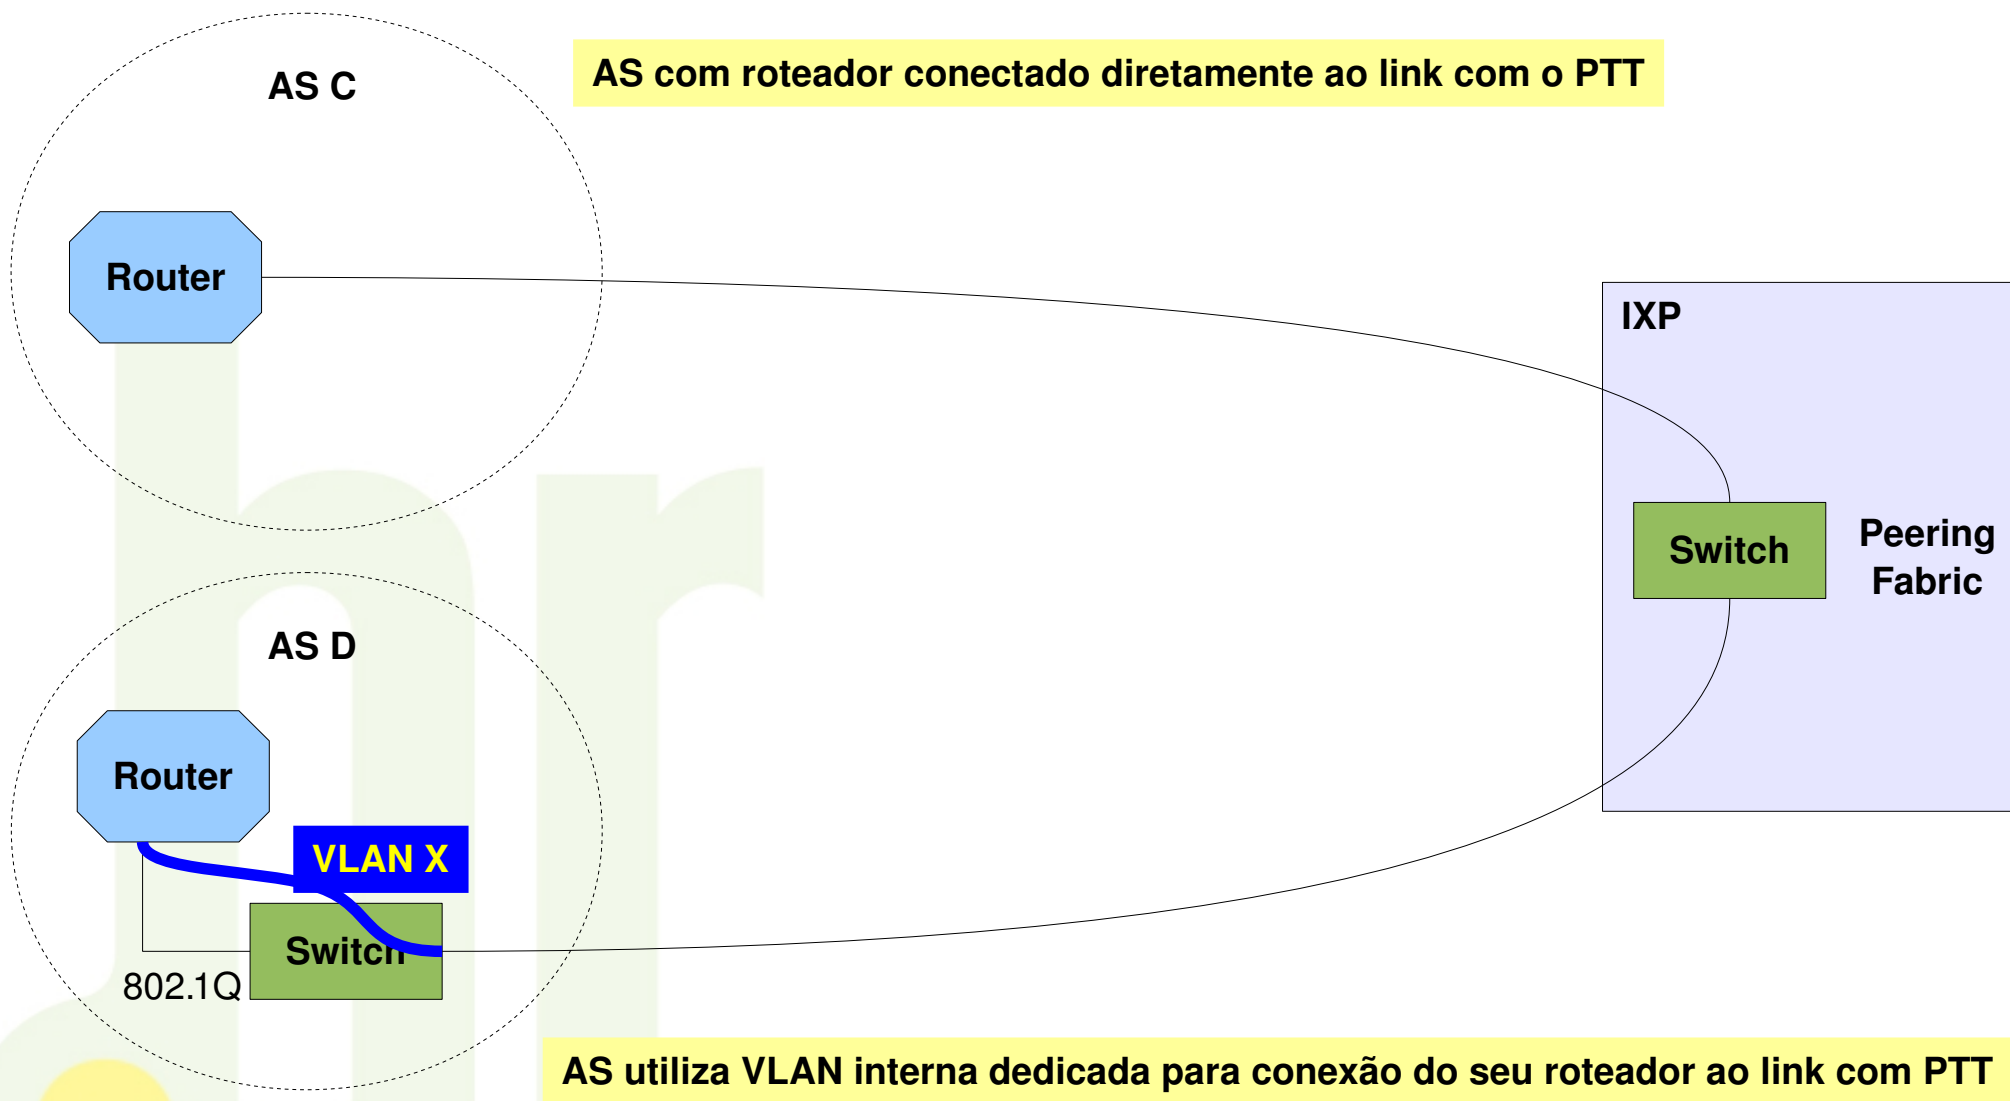 AS C
AS com roteador conectado diretamente ao link com o PTT
Router
IXP
Switch
Peering
Fabric
AS D
Router
VLAN X
Switch
802.1Q
AS utiliza VLAN interna dedicada para conexão do seu roteador ao link com PTT